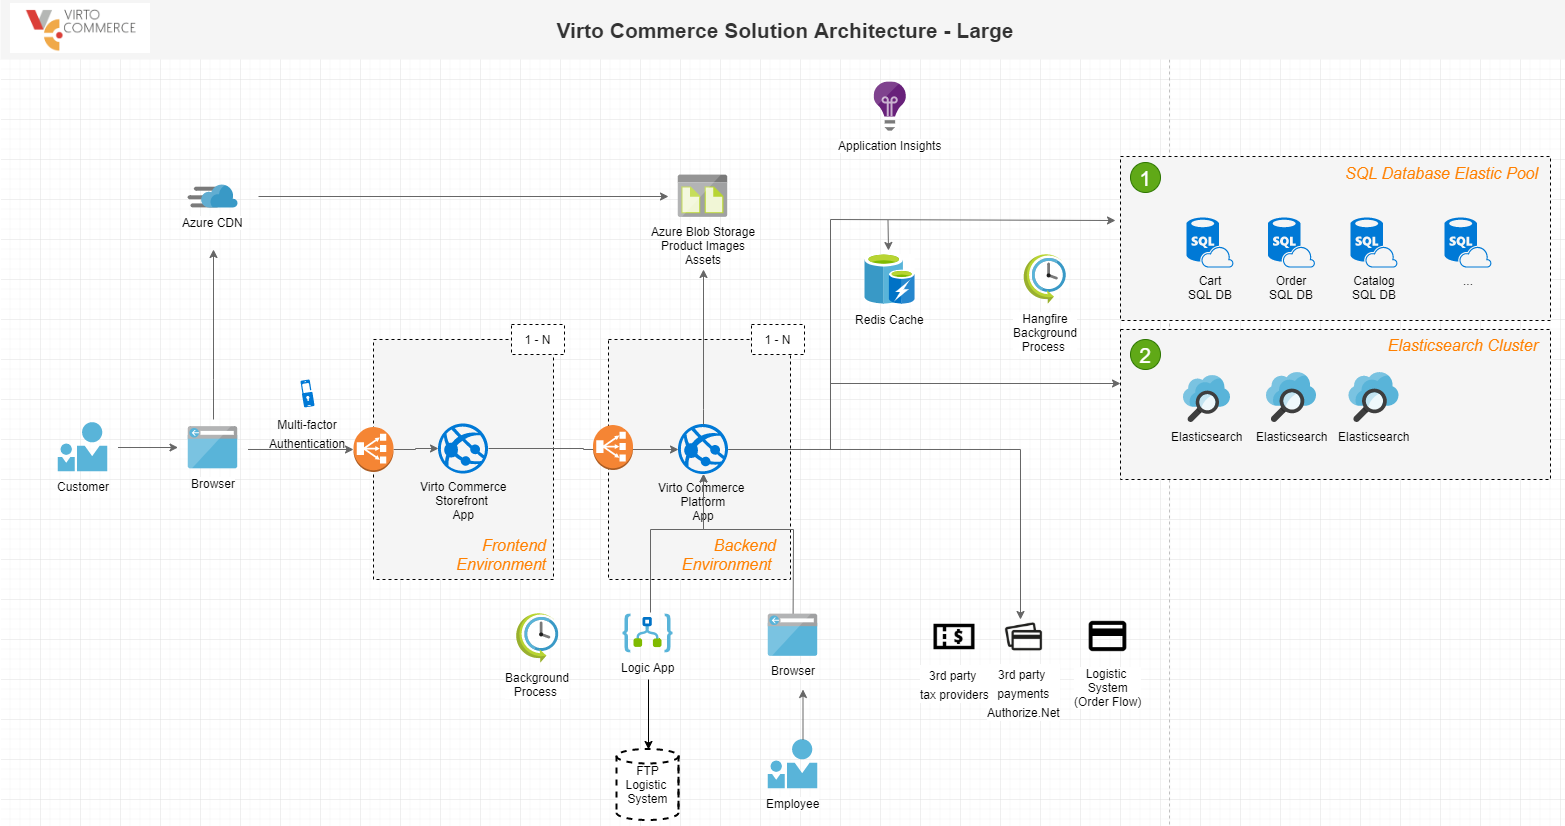 VIRTO
COMMERCE
Virto Commerce Solution Architecture - Large
Application Insights
1
SQL Database Elastic Pool
SQL
SQL
SQL
SQL
Cart
SQL DB
Order
SQL DB
Catalog
SQL DB
...
Azure CDN
Azure Blob Storage
Product Images
Assets
Redis Cache
Hangfire
Background
Process
2
Elasticsearch Cluster
Elasticsearch
Elasticsearch
Elasticsearch
1 - N
1 - N
Multi-factor
Authentication
Customer
Browser
Virto Commerce
Storefront
App
Virto Commerce
Platform
App
Frontend
Environment
Backend
Environment
Background
Process
Logic App
Browser
$
3rd party
tax providers
3rd party
payments
Authorize.Net
Logistic
System
(Order Flow)
FTP
Logistic
System
Employee